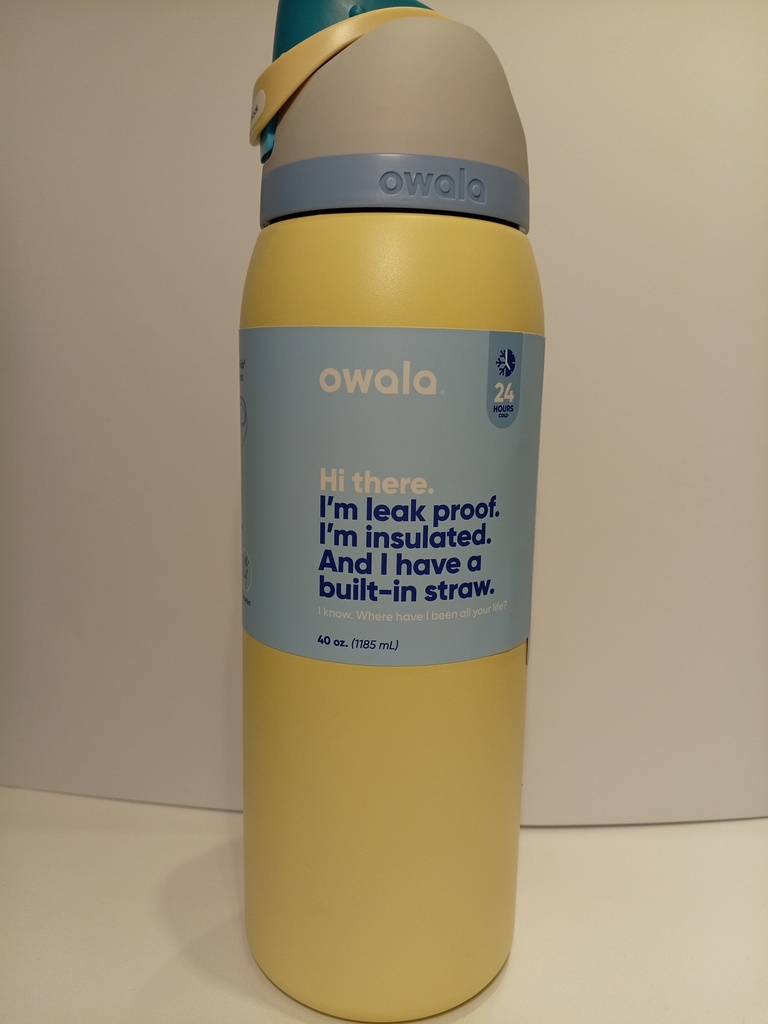 owala
owala
24
HOURS
COLD
Hi there.
I'm leak proof.
I'm insulated.
And I have a
built-in straw.
I know. Where have I been all your life?
40 oz. (1185 mL)